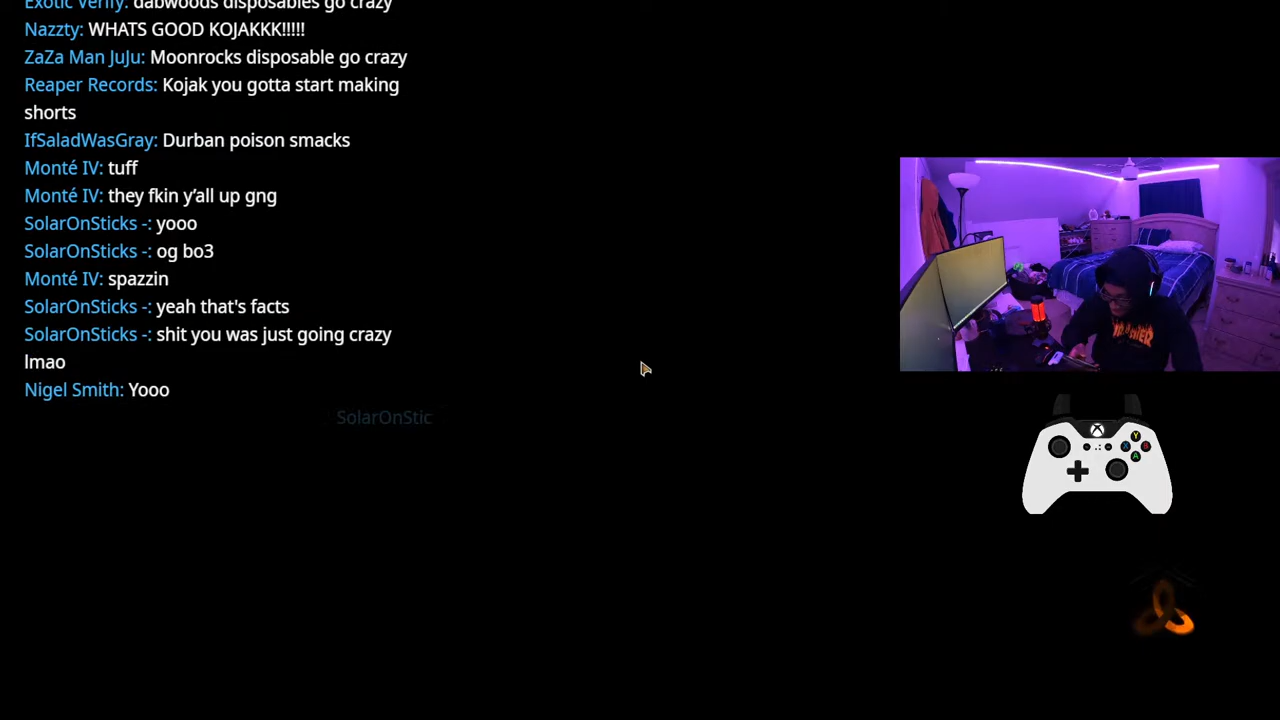 Exotic Verify: dabwoods disposables go crazy
Nazzty: WHATS GOOD KOJAKKK!!!!!
ZaZa Man JuJu: Moonrocks disposable go crazy
Reaper Records: Kojak you gotta start making
shorts
IfSaladWasGray: Durban poison smacks
Monté IV: tuff
Monté IV: they fkin y’all up gng
SolarOnSticks -: yooo
SolarOnSticks -: og bo3
Monté IV: spazzin
SolarOnSticks -: yeah that's facts
SolarOnSticks -: shit you was just going crazy
lmao
Nigel Smith: Yooo
SolarOnStic
Y
X
B
A